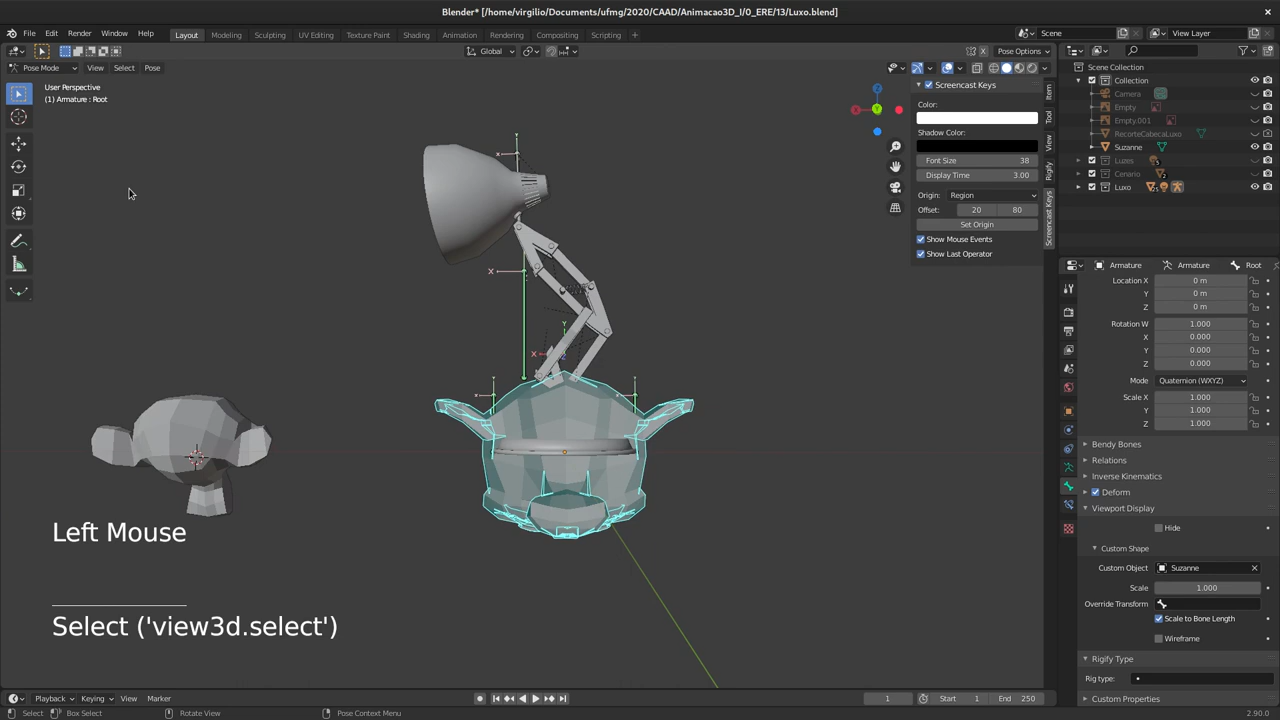 Blender* [/home/virgilio/Documents/ufmg/2020/CAAD/Animacao3D_I/0_ERE/13/Luxo.blend]
File Edit Render Window Help Layout Modeling Sculpting UV Editing Texture Paint Shading Animation Rendering Compositing Scripting + Scene View Layer
Global Pose Options
Pose Mode View Select Pose
User Perspective
(1) Armature : Root
Scene Collection
Collection
Camera
Empty
Empty.001
RecorteCabecaLuxo
Suzanne
Luzes
Cenario
Luxo
Screencast Keys
Color:
Shadow Color:
Font Size 38
Display Time 3.00
Origin: Region
Offset: 20 80
Set Origin
Show Mouse Events
Show Last Operator
Item
Tool
View
Rigify
Screencast Keys
Armature Armature Root
Location X 0 m
Y 0 m
Z 0 m
Rotation W 1.000
X 0.000
Y 0.000
Z 0.000
Mode Quaternion (WXYZ)
Scale X 1.000
Y 1.000
Z 1.000
Bendy Bones
Relations
Inverse Kinematics
Deform
Viewport Display
Hide
Custom Shape
Custom Object Suzanne
Scale 1.000
Override Transform
Scale to Bone Length
Wireframe
Rigify Type
Rig type:
Custom Properties
Left Mouse
Select ('view3d.select')
Playback Keying View Marker 1 Start 1 End 250
Select Box Select Rotate View Pose Context Menu 2.90.0